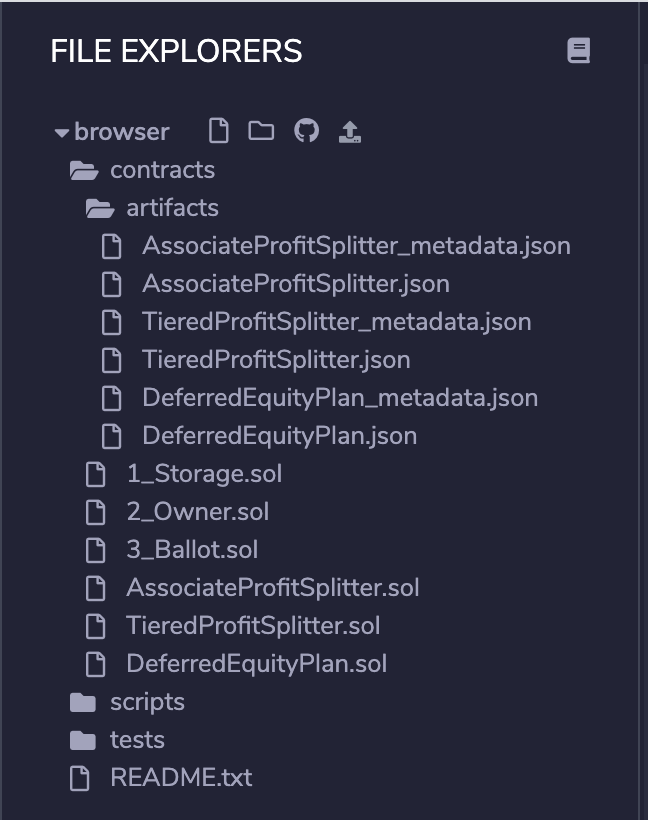 FILE EXPLORERS
browser
contracts
artifacts
AssociateProfitSplitter_metadata.json
AssociateProfitSplitter.json
TieredProfitSplitter_metadata.json
TieredProfitSplitter.json
DeferredEquityPlan_metadata.json
DeferredEquityPlan.json
1_Storage.sol
2_Owner.sol
3_Ballot.sol
AssociateProfitSplitter.sol
TieredProfitSplitter.sol
DeferredEquityPlan.sol
scripts
tests
README.txt